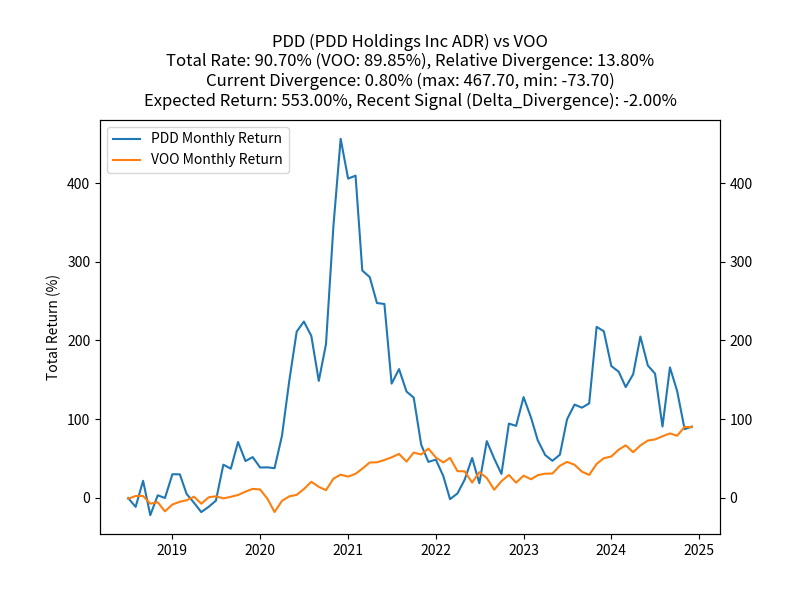 PDD (PDD Holdings Inc ADR) vs VOO
Total Rate: 90.70% (VOO: 89.85%), Relative Divergence: 13.80%
Current Divergence: 0.80% (max: 467.70, min: -73.70)
Expected Return: 553.00%, Recent Signal (Delta_Divergence): -2.00%
PDD Monthly Return
VOO Monthly Return
Total Return (%)
400 400
300 300
200 200
100 100
0 0
2019 2020 2021 2022 2023 2024 2025